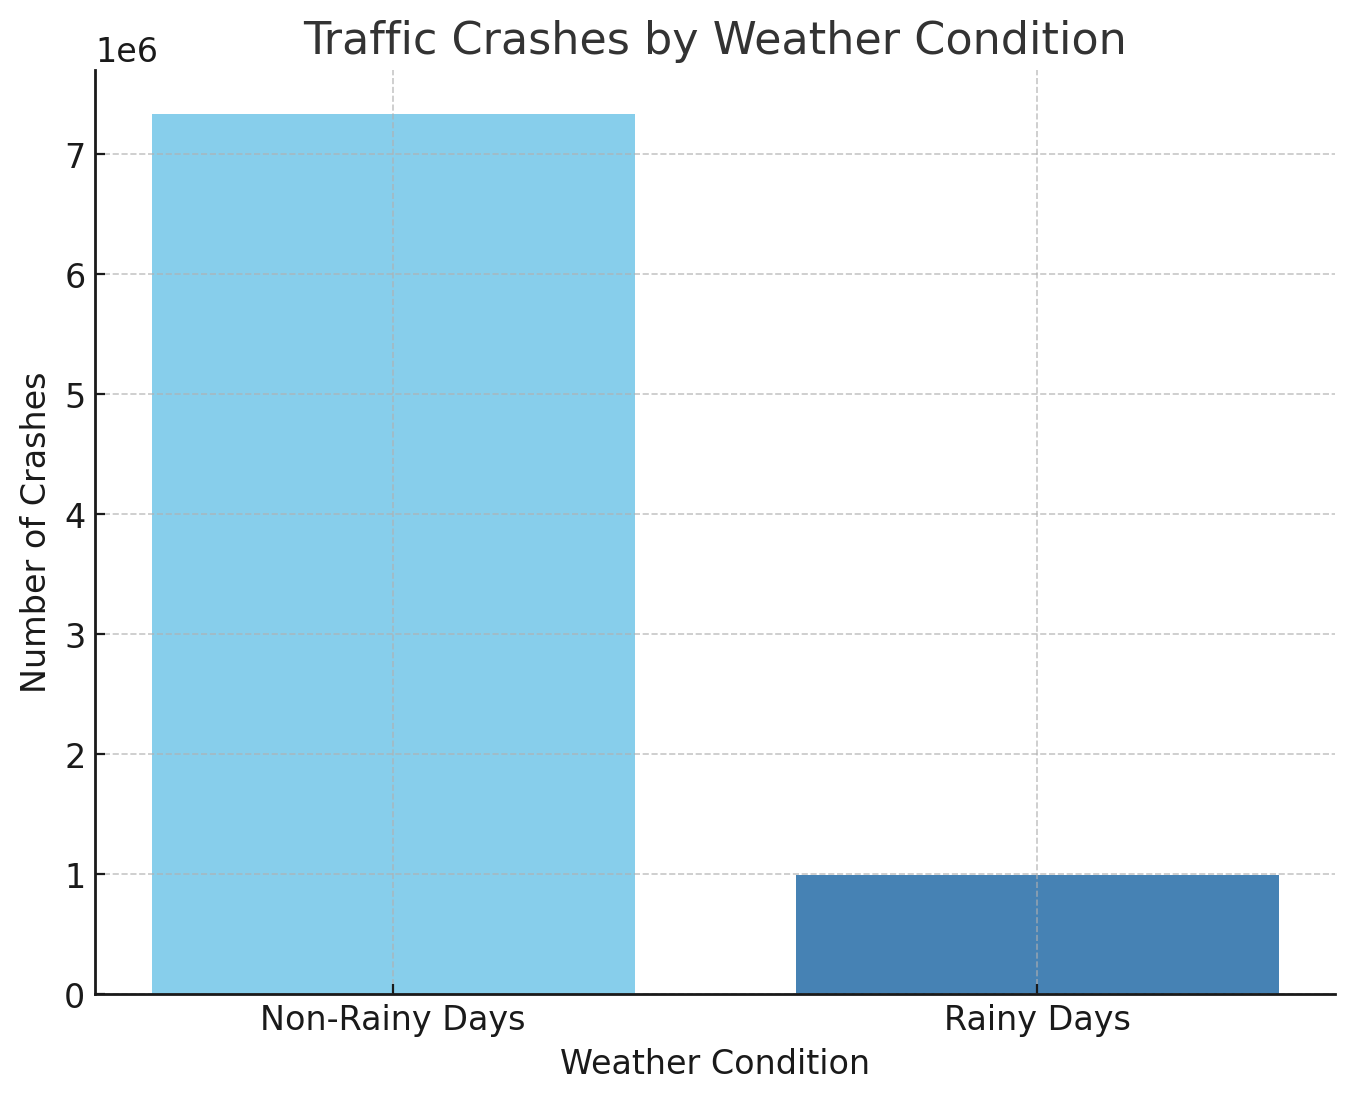 Traffic Crashes by Weather Condition
1e6
7
6
5
4
3
2
1
0
Number of Crashes
Non-Rainy Days
Rainy Days
Weather Condition